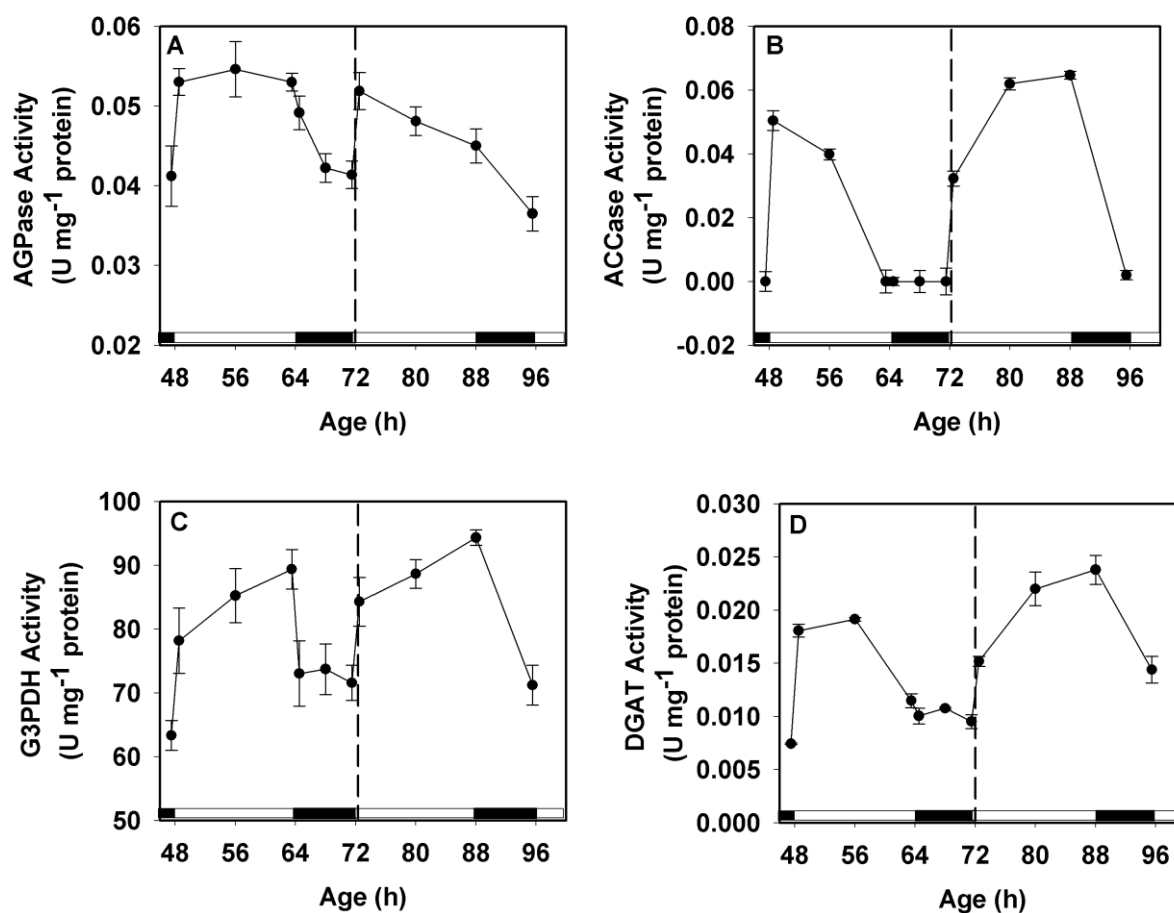 A
AGPase Activity
(U mg-1 protein)
0.06
0.05
0.04
0.03
0.02
48 56 64 72 80 88 96
Age (h)
B
ACCase Activity
(U mg-1 protein)
0.08
0.06
0.04
0.02
0.00
-0.02
48 56 64 72 80 88 96
Age (h)
C
G3PDH Activity
(U mg-1 protein)
100
90
80
70
60
50
48 56 64 72 80 88 96
Age (h)
D
DGAT Activity
(U mg-1 protein)
0.030
0.025
0.020
0.015
0.010
0.005
0.000
48 56 64 72 80 88 96
Age (h)